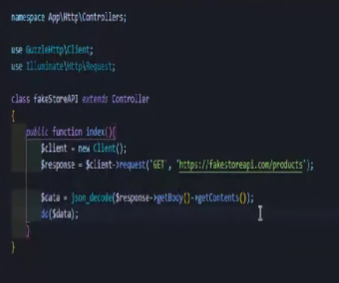 namespace App\Http\Controllers;
use GuzzleHttp\Client;
use Illuminate\Http\Request;
class fakeStoreAPI extends Controller
{
public function index(){
$client = new Client();
$response = $client->request('GET', 'https://fakestoreapi.com/products');
$data = json_decode($response->getBody()->getContents());
dd($data);
}
}